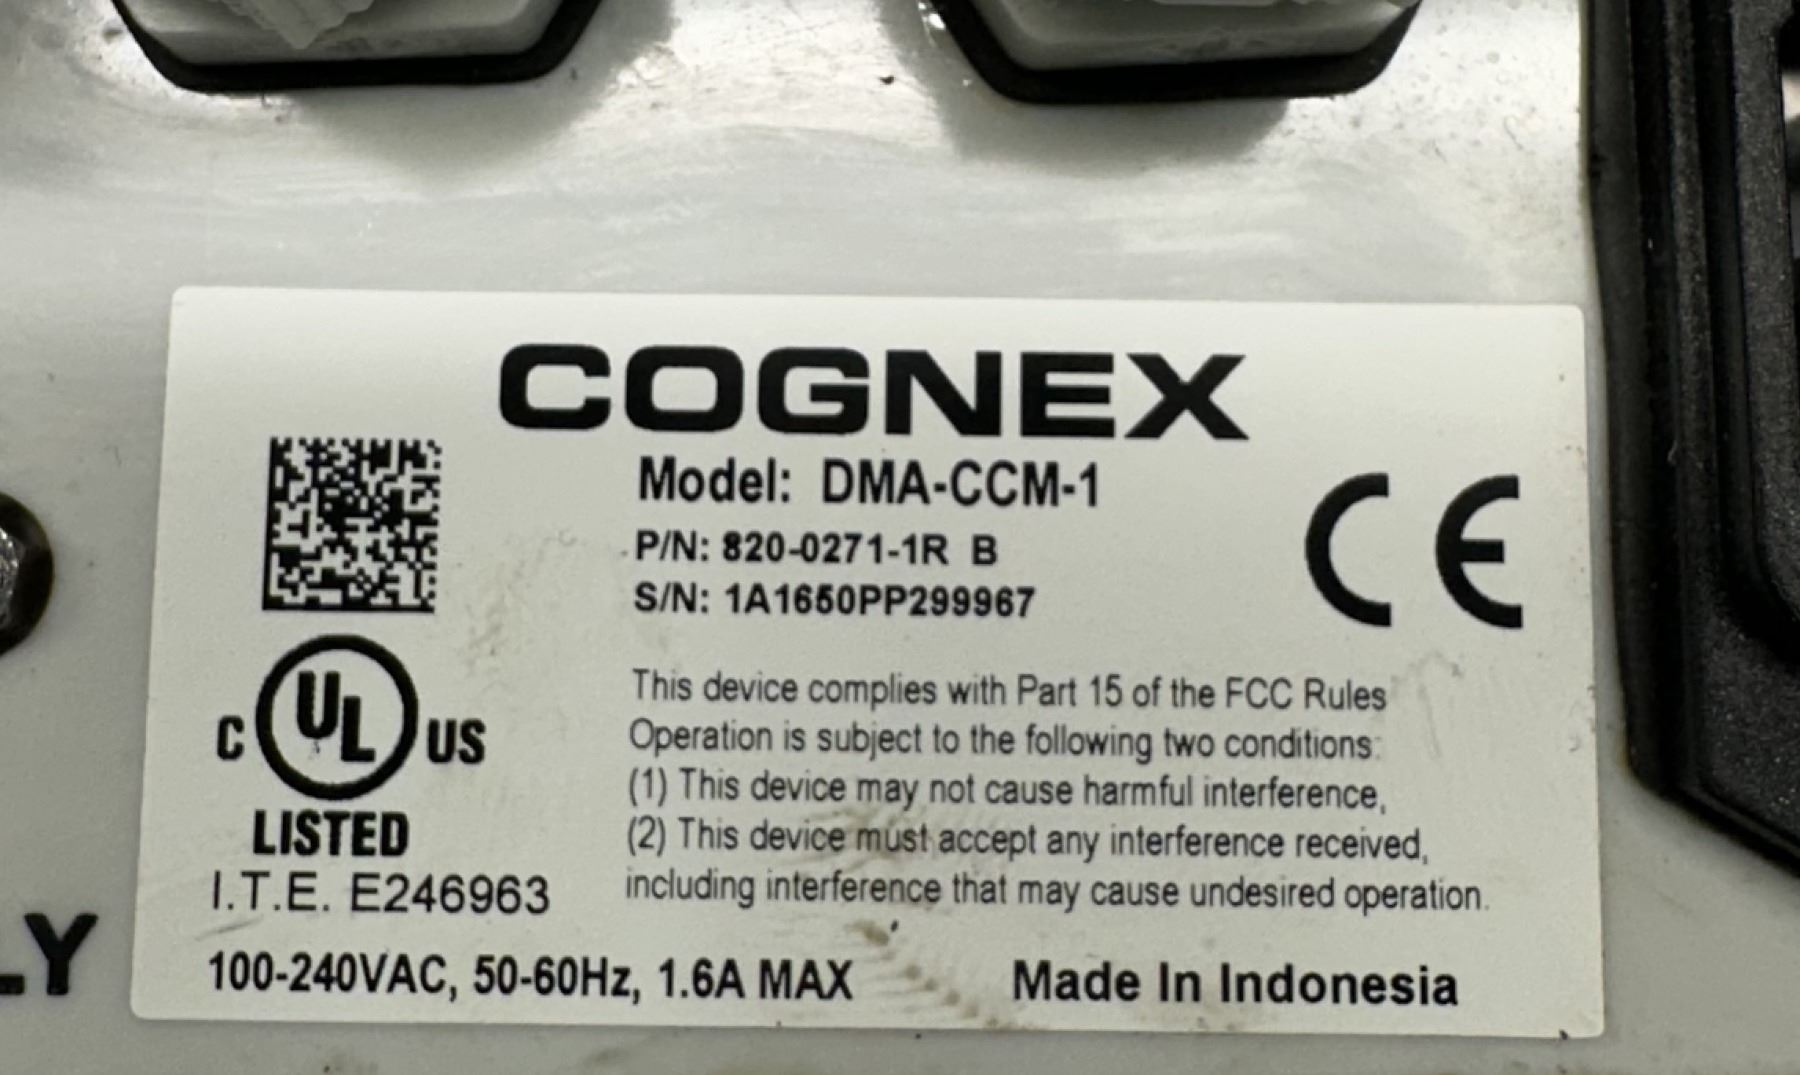 COGNEX
Model: DMA-CCM-1
P/N: 820-0271-1R B
S/N: 1A1650PP299967
CE
C UL US
LISTED
I.T.E. E246963
This device complies with Part 15 of the FCC Rules
Operation is subject to the following two conditions:
(1) This device may not cause harmful interference,
(2) This device must accept any interference received,
including interference that may cause undesired operation.
LY
100-240VAC, 50-60Hz, 1.6A MAX
Made In Indonesia